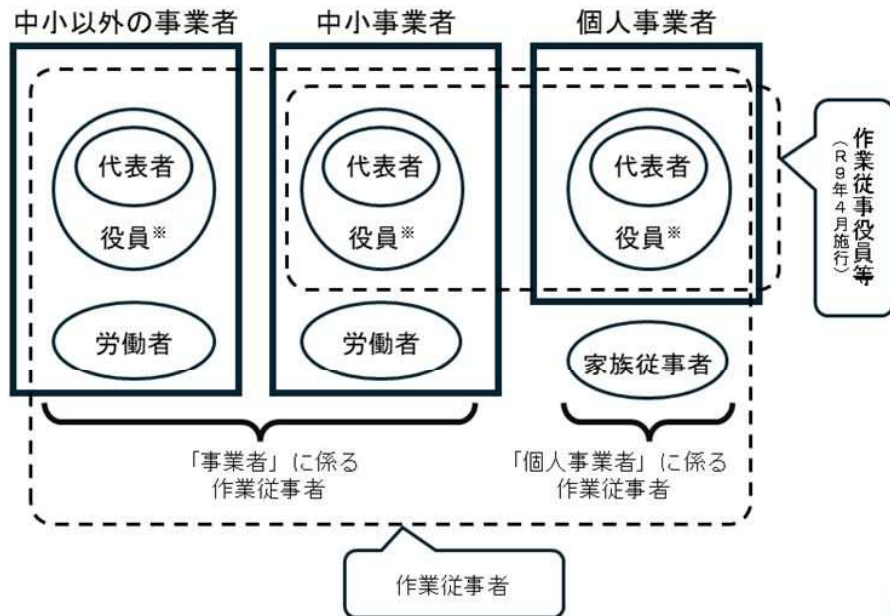 中小以外の事業者
中小事業者
個人事業者
代表者
役員※
労働者
代表者
役員※
労働者
代表者
役員※
家族従事者
作業従事役員等
（R9年4月施行）
「事業者」に係る
作業従事者
「個人事業者」に係る
作業従事者
作業従事者